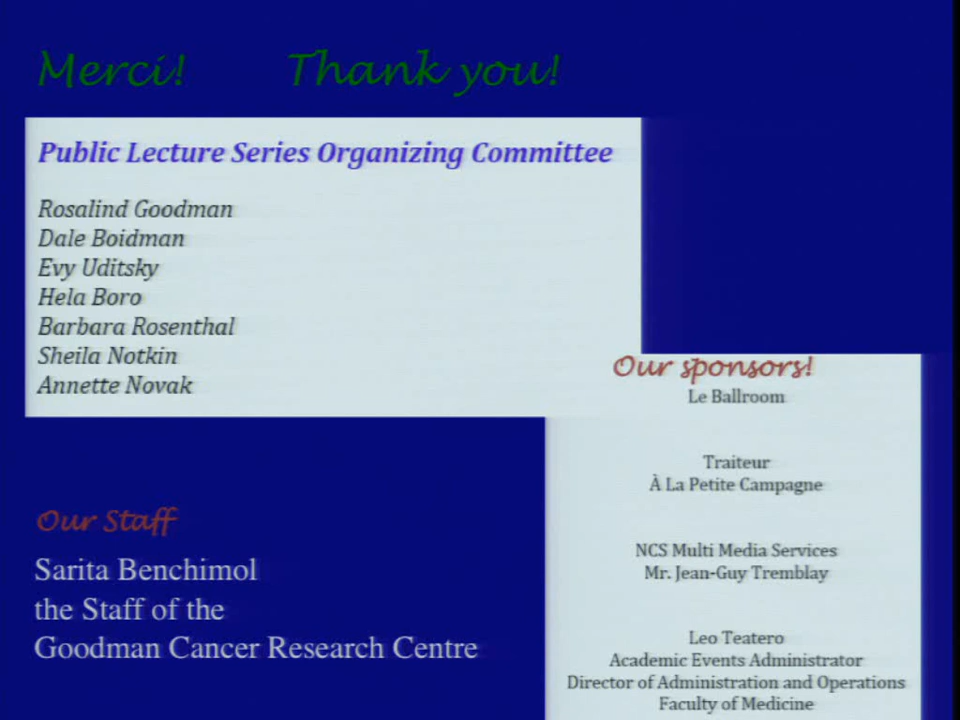 Merci! Thank you!
Public Lecture Series Organizing Committee
Rosalind Goodman
Dale Boidman
Evy Uditsky
Hela Boro
Barbara Rosenthal
Sheila Notkin
Annette Novak
Our Staff
Sarita Benchimol
the Staff of the
Goodman Cancer Research Centre
Our sponsors!
Le Ballroom
Traiteur
À La Petite Campagne
NCS Multi Media Services
Mr. Jean-Guy Tremblay
Leo Teatero
Academic Events Administrator
Director of Administration and Operations
Faculty of Medicine